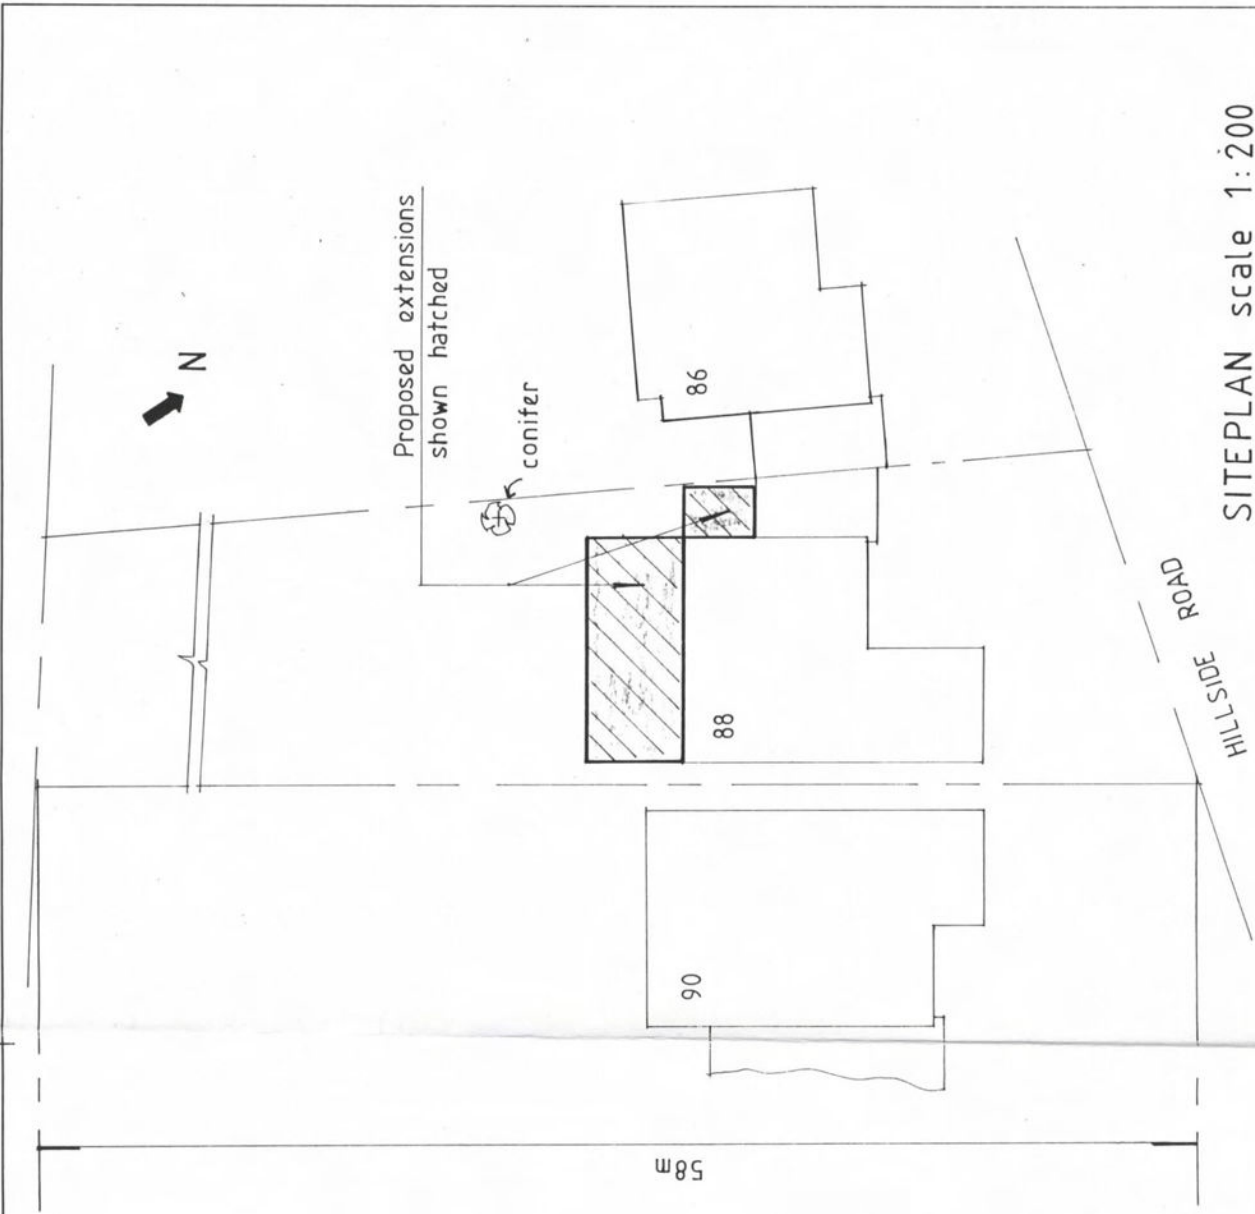 N
Proposed extensions
shown hatched
conifer
86
88
90
58m
HILLSIDE ROAD
SITEPLAN scale 1:200